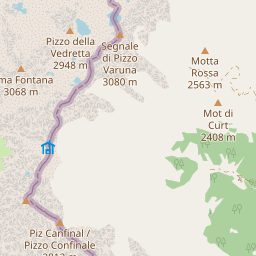 Pizzo della
Vedretta
2948 m
Segnale
di Pizzo
Varuna
3080 m
Motta
Rossa
2563 m
ma Fontana
3068 m
Mot di
Curt
2408 m
Piz Canfinal /
Pizzo Confinale